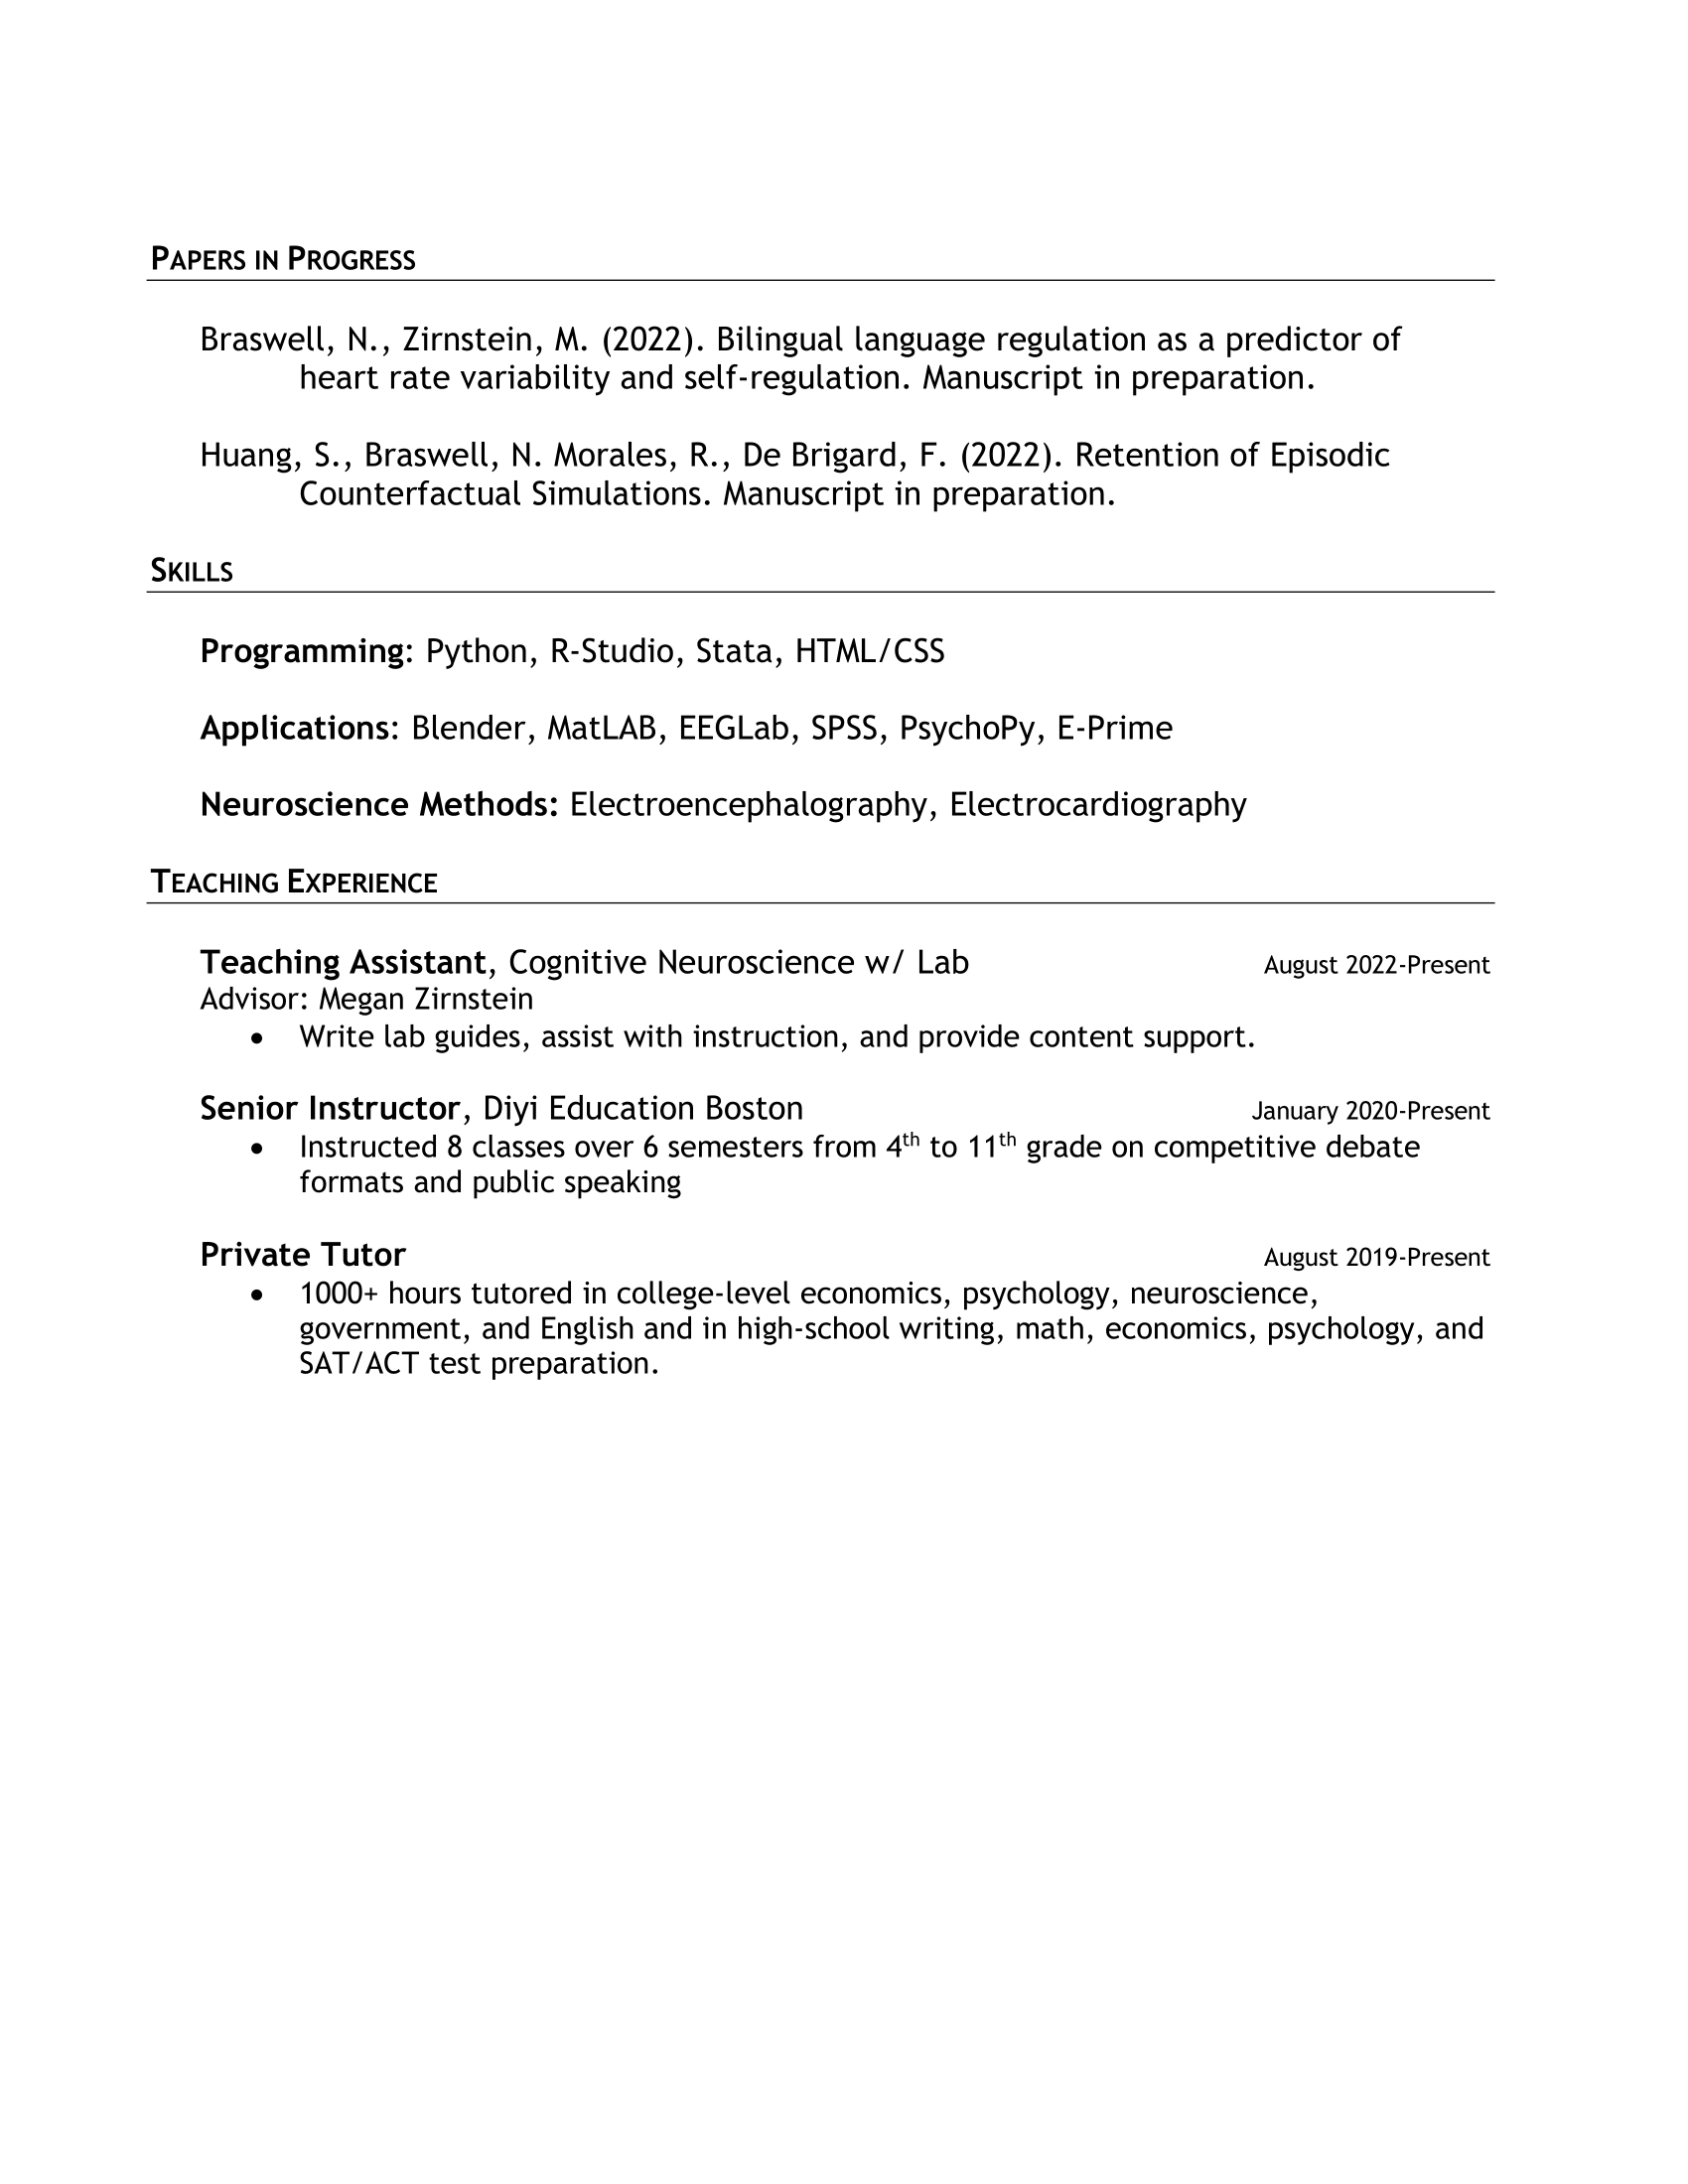 PAPERS IN PROGRESS
Braswell, N., Zirnstein, M. (2022). Bilingual language regulation as a predictor of
heart rate variability and self-regulation. Manuscript in preparation.
Huang, S., Braswell, N. Morales, R., De Brigard, F. (2022). Retention of Episodic
Counterfactual Simulations. Manuscript in preparation.
SKILLS
Programming: Python, R-Studio, Stata, HTML/CSS
Applications: Blender, MatLAB, EEGLab, SPSS, PsychoPy, E-Prime
Neuroscience Methods: Electroencephalography, Electrocardiography
TEACHING EXPERIENCE
Teaching Assistant, Cognitive Neuroscience w/ Lab August 2022-Present
Advisor: Megan Zirnstein
• Write lab guides, assist with instruction, and provide content support.
Senior Instructor, Diyi Education Boston January 2020-Present
• Instructed 8 classes over 6 semesters from 4th to 11th grade on competitive debate
formats and public speaking
Private Tutor August 2019-Present
• 1000+ hours tutored in college-level economics, psychology, neuroscience,
government, and English and in high-school writing, math, economics, psychology, and
SAT/ACT test preparation.